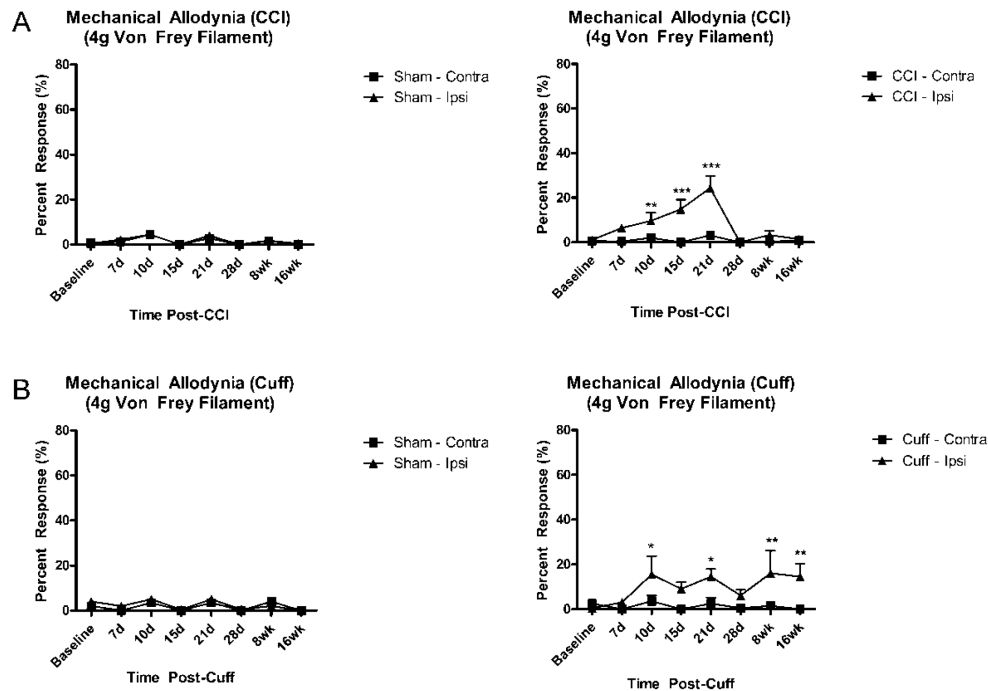 A
Mechanical Allodynia (CCI)
(4g Von Frey Filament)
Percent Response (%)
80
60
40
20
0
Baseline
7d
10d
15d
21d
28d
8wk
16wk
Time Post-CCI
Sham - Contra
Sham - Ipsi
Mechanical Allodynia (CCI)
(4g Von Frey Filament)
Percent Response (%)
80
60
40
20
0
**
***
***
Baseline
7d
10d
15d
21d
28d
8wk
16wk
Time Post-CCI
CCI - Contra
CCI - Ipsi
B
Mechanical Allodynia (Cuff)
(4g Von Frey Filament)
Percent Response (%)
80
60
40
20
0
Baseline
7d
10d
15d
21d
28d
8wk
16wk
Time Post-Cuff
Sham - Contra
Sham - Ipsi
Mechanical Allodynia (Cuff)
(4g Von Frey Filament)
Percent Response (%)
80
60
40
20
0
*
*
**
**
Baseline
7d
10d
15d
21d
28d
8wk
16wk
Time Post-Cuff
Cuff - Contra
Cuff - Ipsi